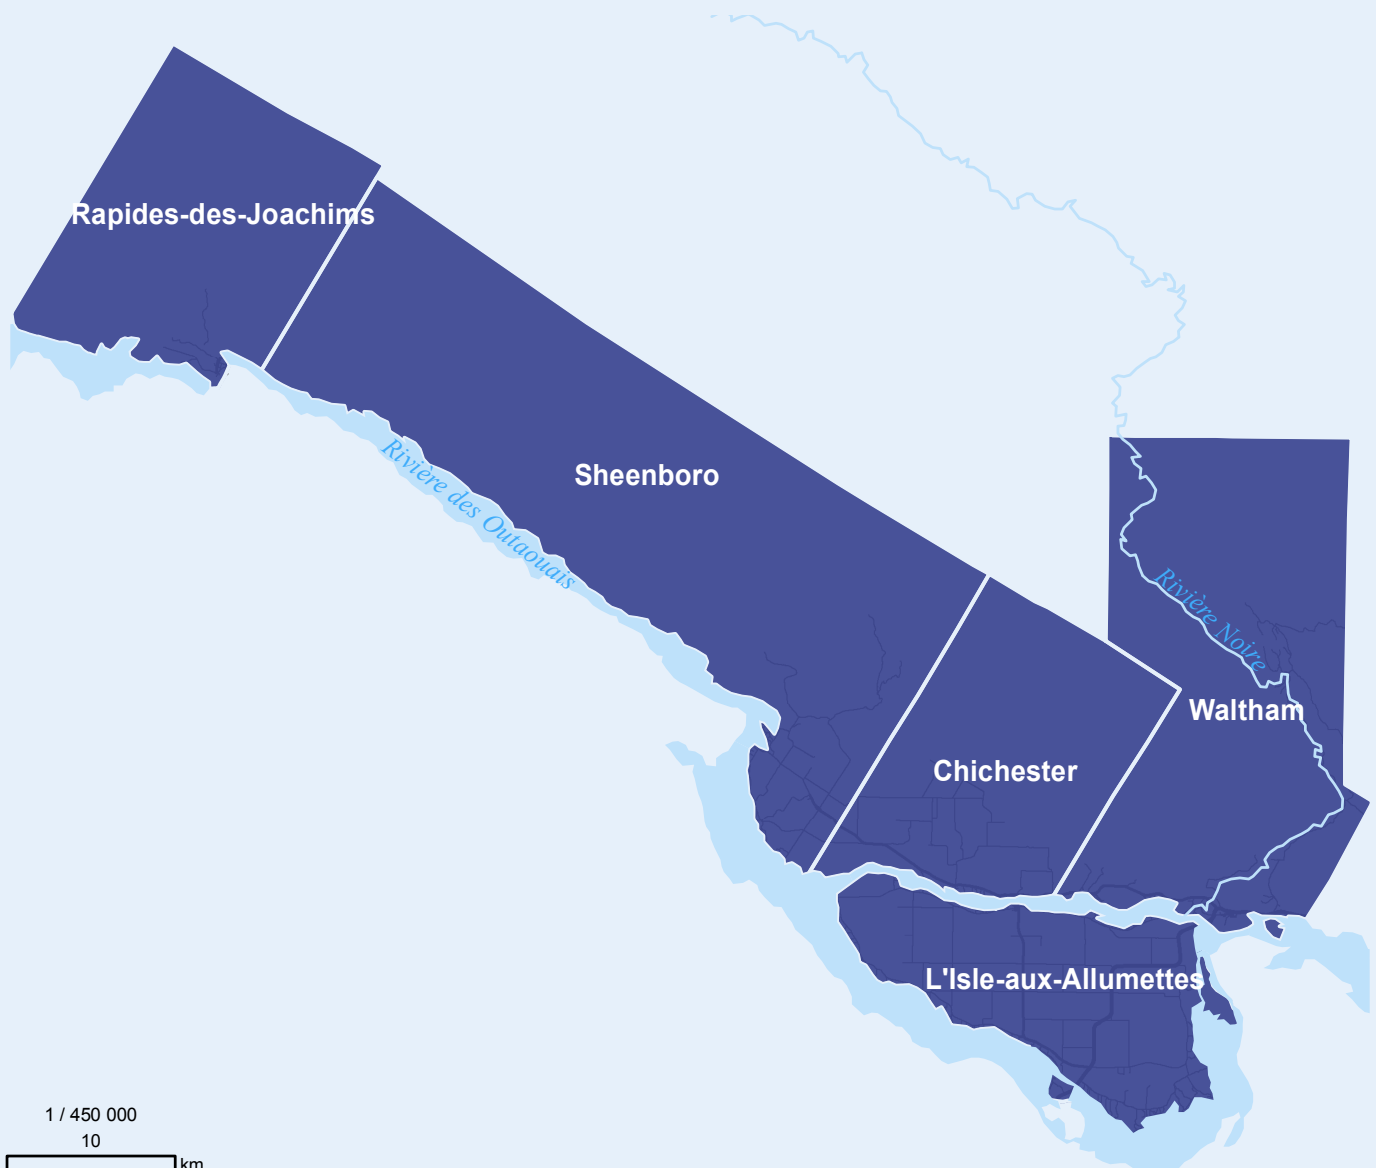 Rapides-des-Joachims
Sheenboro
Rivière des Outaouais
Rivière Noire
Waltham
Chichester
L'Isle-aux-Allumettes
1 / 450 000
10
km